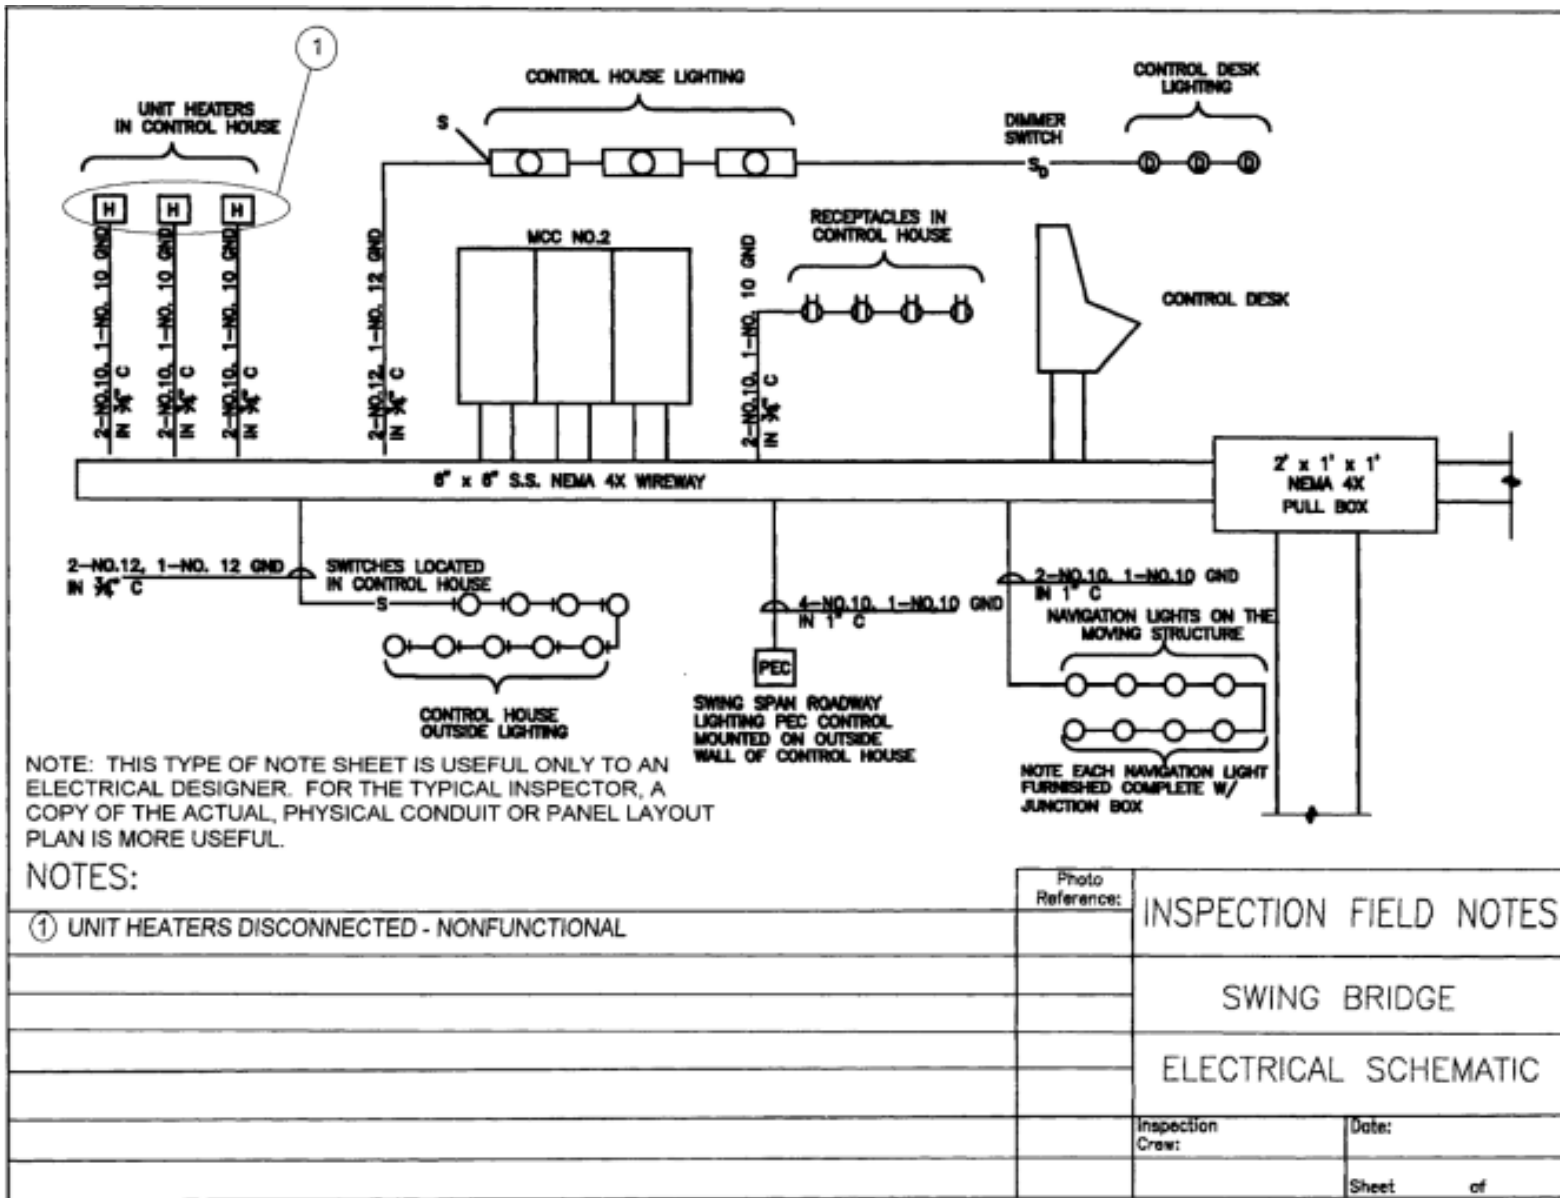 1
CONTROL HOUSE LIGHTING
CONTROL DESK
LIGHTING
UNIT HEATERS
IN CONTROL HOUSE
S
DIMMER
SWITCH
S_D
D D D
H H H
RECEPTACLES IN
CONTROL HOUSE
MCC NO.2
CONTROL DESK
2-NO.10, 1-NO. 10 GND
IN ¾" C
2-NO.10, 1-NO. 10 GND
IN ¾" C
2-NO.10, 1-NO. 10 GND
IN ¾" C
2-NO.12, 1-NO. 12 GND
IN ¾" C
2-NO.10, 1-NO. 10 GND
IN ¾" C
6" x 6" S.S. NEMA 4X WIREWAY
2' x 1' x 1'
NEMA 4X
PULL BOX
2-NO.12, 1-NO. 12 GND
IN ¾" C
SWITCHES LOCATED
IN CONTROL HOUSE
S
4-NO.10, 1-NO.10 GND
IN 1" C
2-NO.10, 1-NO.10 GND
IN 1" C
NAVIGATION LIGHTS ON THE
MOVING STRUCTURE
PEC
CONTROL HOUSE
OUTSIDE LIGHTING
SWING SPAN ROADWAY
LIGHTING PEC CONTROL
MOUNTED ON OUTSIDE
WALL OF CONTROL HOUSE
NOTE EACH NAVIGATION LIGHT
FURNISHED COMPLETE W/
JUNCTION BOX
NOTE: THIS TYPE OF NOTE SHEET IS USEFUL ONLY TO AN
ELECTRICAL DESIGNER. FOR THE TYPICAL INSPECTOR, A
COPY OF THE ACTUAL, PHYSICAL CONDUIT OR PANEL LAYOUT
PLAN IS MORE USEFUL.
NOTES:
1 UNIT HEATERS DISCONNECTED - NONFUNCTIONAL
Photo
Reference:
INSPECTION FIELD NOTES
SWING BRIDGE
ELECTRICAL SCHEMATIC
Inspection
Crew:
Date:
Sheet of